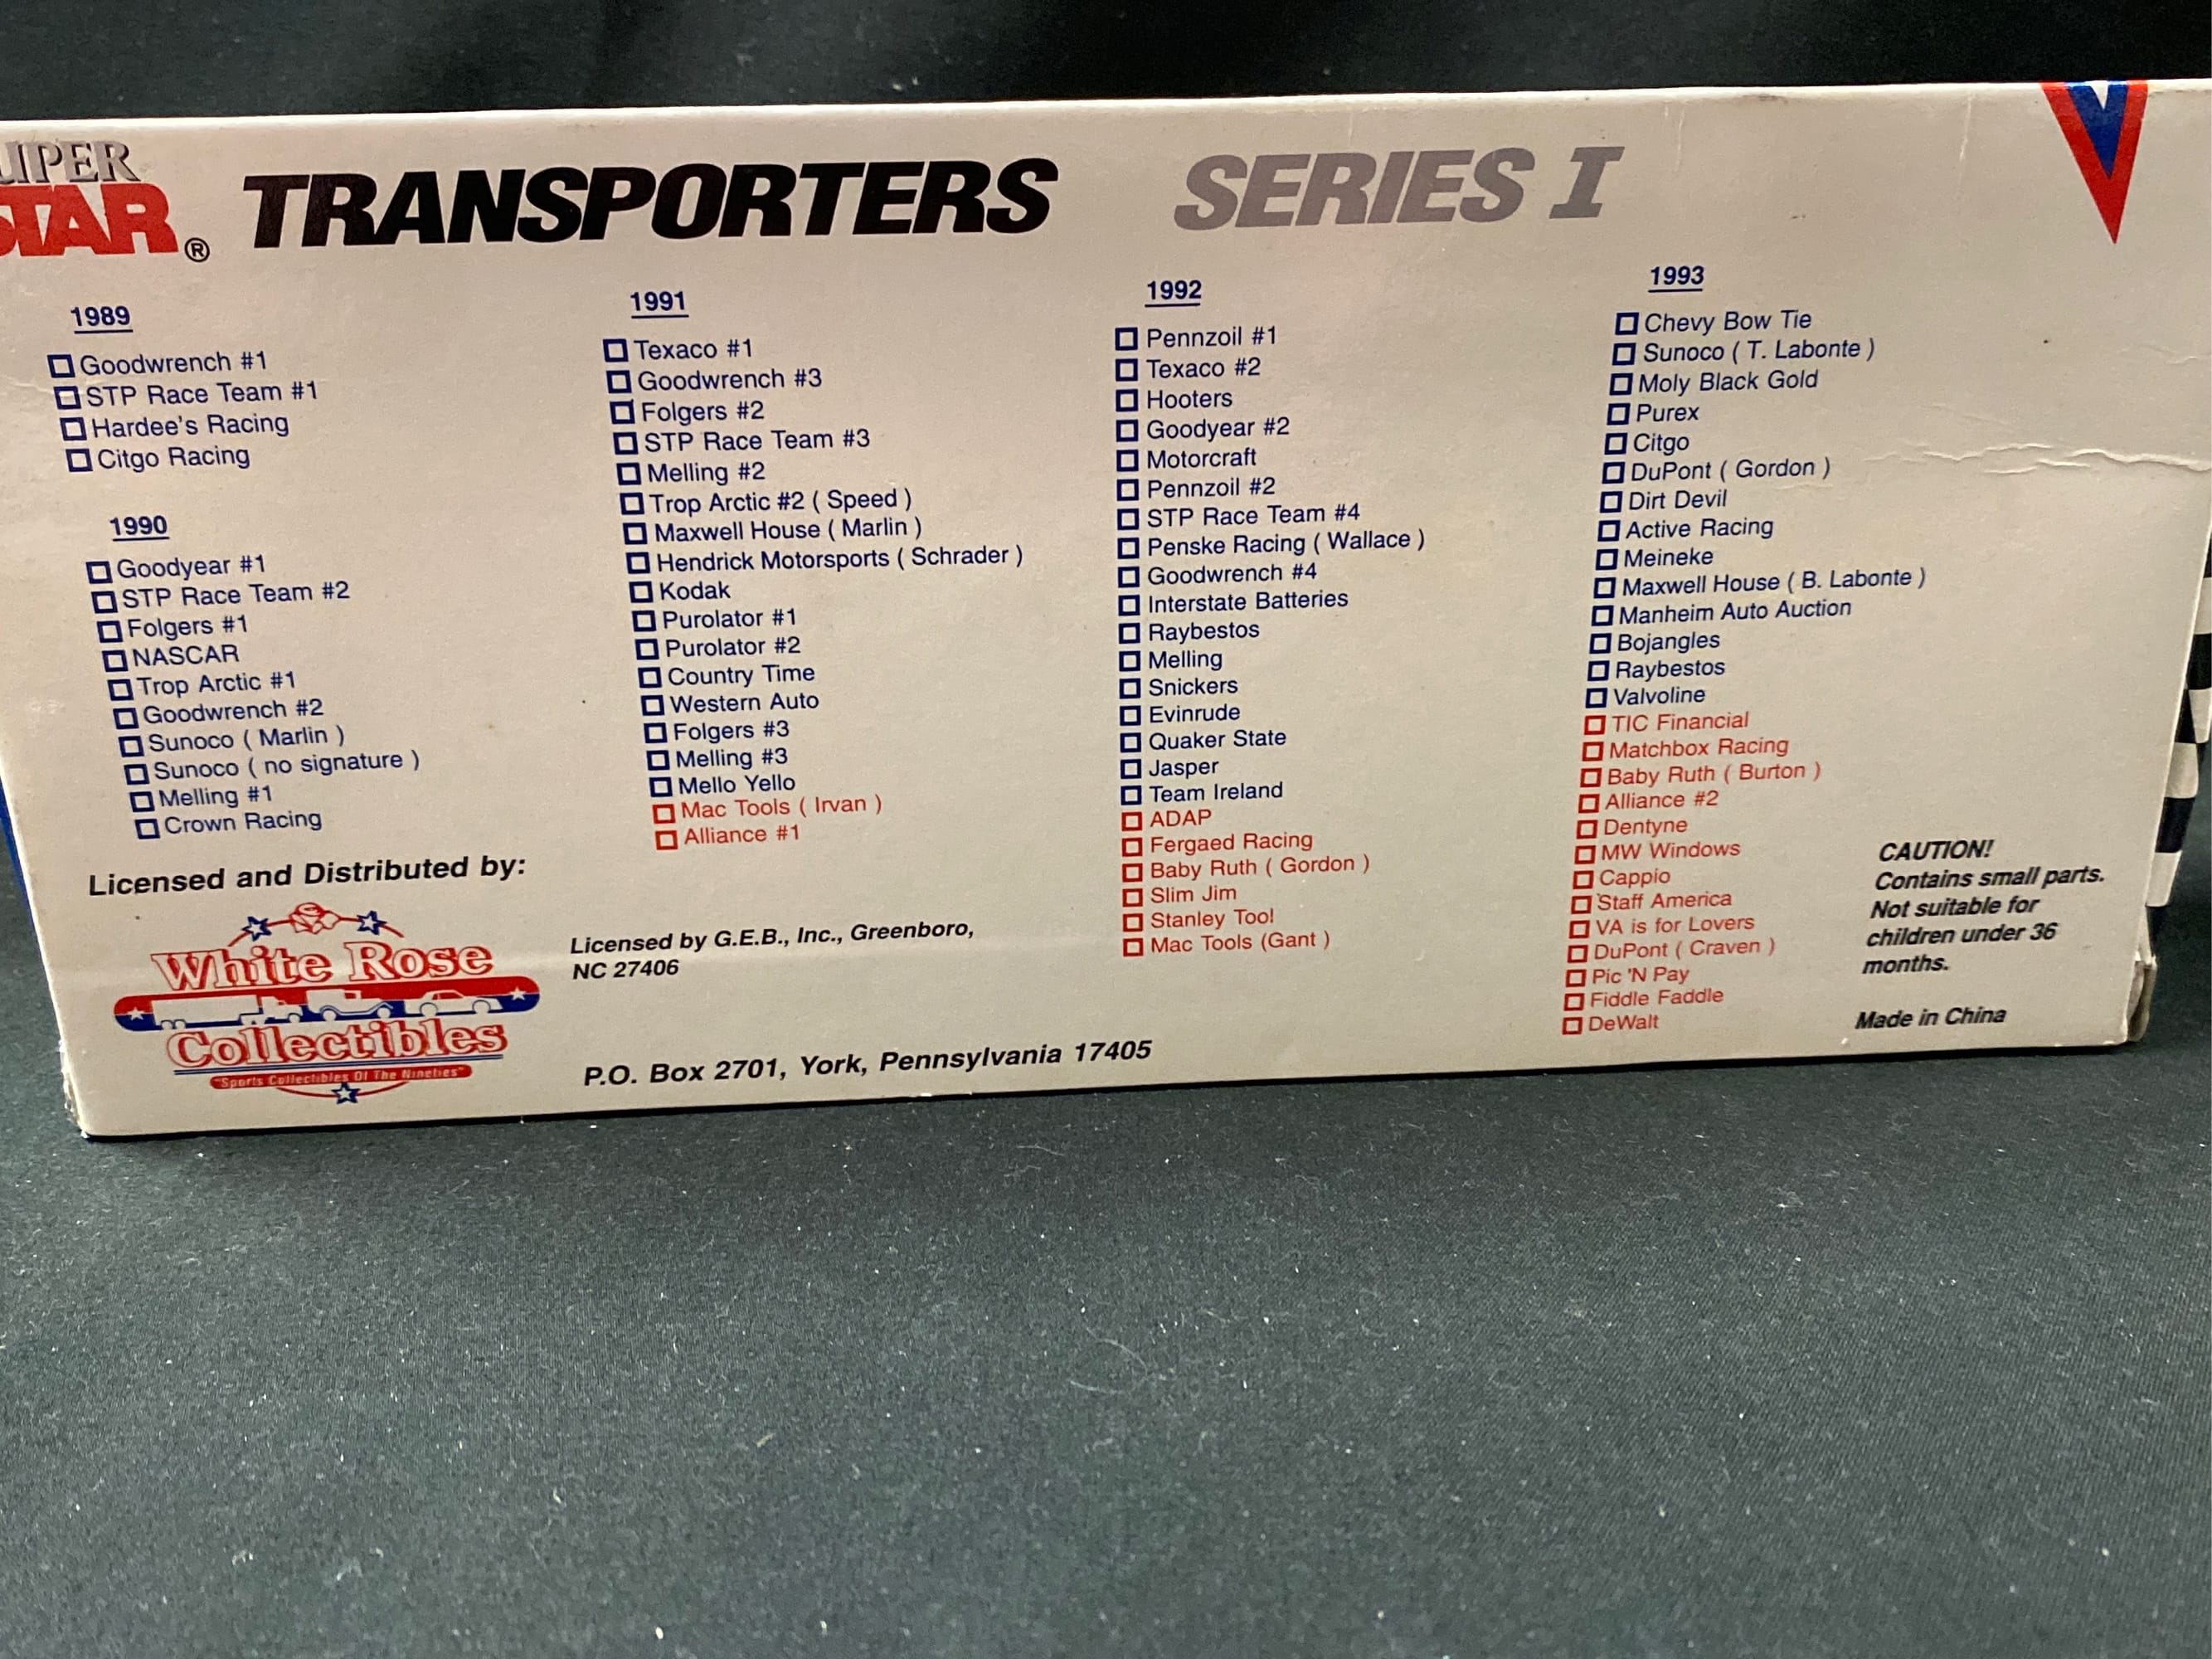 SUPER
STAR®
TRANSPORTERS SERIES I
1989
Goodwrench #1
STP Race Team #1
Hardee's Racing
Citgo Racing
1990
Goodyear #1
STP Race Team #2
Folgers #1
NASCAR
Trop Arctic #1
Goodwrench #2
Sunoco ( Marlin )
Sunoco ( no signature )
Melling #1
Crown Racing
1991
Texaco #1
Goodwrench #3
Folgers #2
STP Race Team #3
Melling #2
Trop Arctic #2 ( Speed )
Maxwell House ( Marlin )
Hendrick Motorsports ( Schrader )
Kodak
Purolator #1
Purolator #2
Country Time
Western Auto
Folgers #3
Melling #3
Mello Yello
Mac Tools ( Irvan )
Alliance #1
1992
Pennzoil #1
Texaco #2
Hooters
Goodyear #2
Motorcraft
Pennzoil #2
STP Race Team #4
Penske Racing ( Wallace )
Goodwrench #4
Interstate Batteries
Raybestos
Melling
Snickers
Evinrude
Quaker State
Jasper
Team Ireland
ADAP
Fergaed Racing
Baby Ruth ( Gordon )
Slim Jim
Stanley Tool
Mac Tools (Gant )
1993
Chevy Bow Tie
Sunoco ( T. Labonte )
Moly Black Gold
Purex
Citgo
DuPont ( Gordon )
Dirt Devil
Active Racing
Meineke
Maxwell House ( B. Labonte )
Manheim Auto Auction
Bojangles
Raybestos
Valvoline
TIC Financial
Matchbox Racing
Baby Ruth ( Burton )
Alliance #2
Dentyne
MW Windows
Cappio
Staff America
VA is for Lovers
DuPont ( Craven )
Pic 'N Pay
Fiddle Faddle
DeWalt
CAUTION!
Contains small parts.
Not suitable for
children under 36
months.
Made in China
Licensed and Distributed by:
White Rose
Collectibles
"Sports Collectibles Of The Nineties"
Licensed by G.E.B., Inc., Greenboro,
NC 27406
P.O. Box 2701, York, Pennsylvania 17405